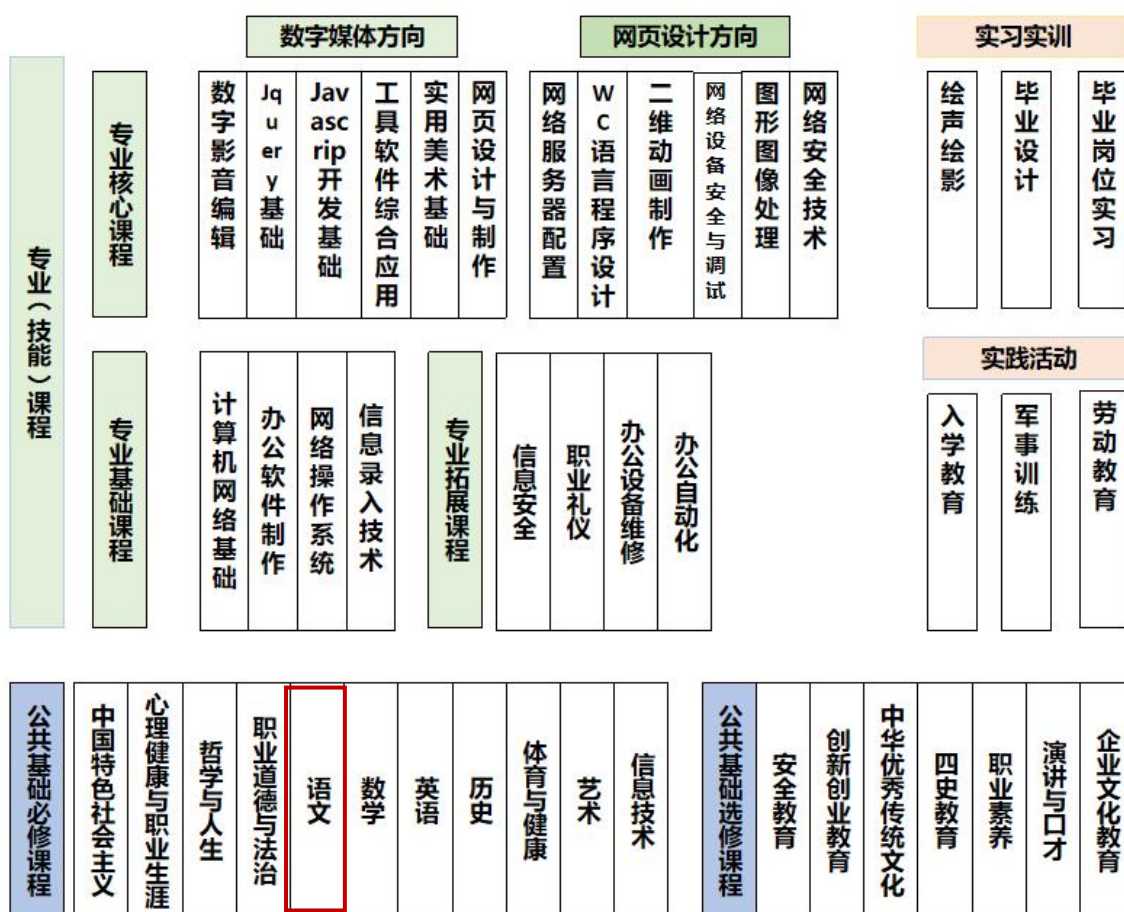 数字媒体方向
网页设计方向
实习实训
专业（技能）课程
专业核心课程
数字影音编辑
Jquery基础
Javascrip开发基础
工具软件综合应用
实用美术基础
网页设计与制作
网络服务器配置
WC语言程序设计
二维动画制作
网络设备安全与调试
图形图像处理
网络安全技术
绘声绘影
毕业设计
毕业岗位实习
实践活动
专业基础课程
计算机网络基础
办公软件制作
网络操作系统
信息录入技术
专业拓展课程
信息安全
职业礼仪
办公设备维修
办公自动化
入学教育
军事训练
劳动教育
公共基础必修课程
中国特色社会主义
心理健康与职业生涯
哲学与人生
职业道德与法治
语文
数学
英语
历史
体育与健康
艺术
信息技术
公共基础选修课程
安全教育
创新创业教育
中华优秀传统文化
四史教育
职业素养
演讲与口才
企业文化教育